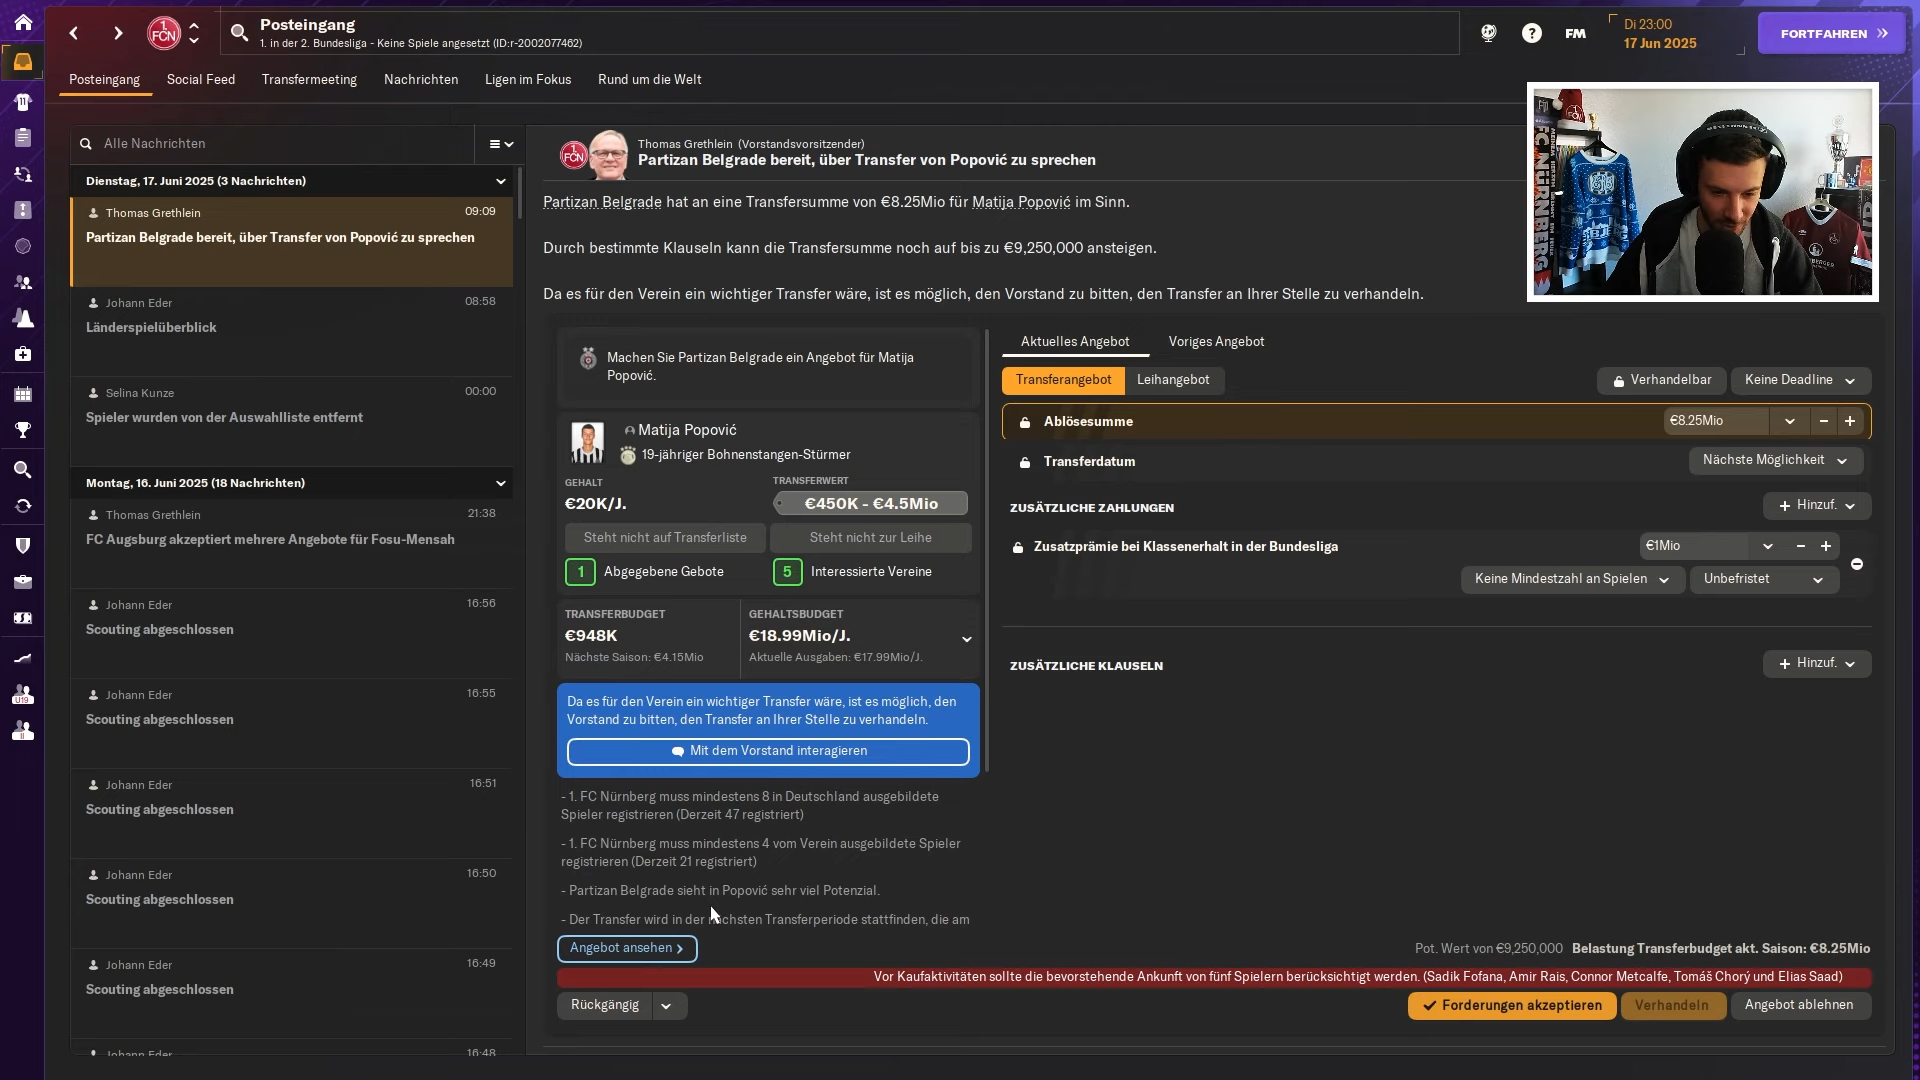 Posteingang
1. in der 2. Bundesliga - Keine Spiele angesetzt (ID:r-2002077462)
FM
Di 23:00
17 Jun 2025
FORTFAHREN
Posteingang
Social Feed
Transfermeeting
Nachrichten
Ligen im Fokus
Rund um die Welt
Alle Nachrichten
Dienstag, 17. Juni 2025 (3 Nachrichten)
Thomas Grethlein 09:09
Partizan Belgrade bereit, über Transfer von Popović zu sprechen
Johann Eder 08:58
Länderspielüberblick
Selina Kunze 00:00
Spieler wurden von der Auswahlliste entfernt
Montag, 16. Juni 2025 (18 Nachrichten)
Thomas Grethlein 21:38
FC Augsburg akzeptiert mehrere Angebote für Fosu-Mensah
Johann Eder 16:56
Scouting abgeschlossen
Johann Eder 16:55
Scouting abgeschlossen
Johann Eder 16:51
Scouting abgeschlossen
Johann Eder 16:50
Scouting abgeschlossen
Johann Eder 16:49
Scouting abgeschlossen
Johann Eder 16:48
U19
II
Thomas Grethlein (Vorstandsvorsitzender)
Partizan Belgrade bereit, über Transfer von Popović zu sprechen
Partizan Belgrade hat an eine Transfersumme von €8.25Mio für Matija Popović im Sinn.
Durch bestimmte Klauseln kann die Transfersumme noch auf bis zu €9,250,000 ansteigen.
Da es für den Verein ein wichtiger Transfer wäre, ist es möglich, den Vorstand zu bitten, den Transfer an Ihrer Stelle zu verhandeln.
Machen Sie Partizan Belgrade ein Angebot für Matija
Popović.
Matija Popović
19-jähriger Bohnenstangen-Stürmer
GEHALT
€20K/J.
TRANSFERWERT
€450K - €4.5Mio
Steht nicht auf Transferliste
Steht nicht zur Leihe
1 Abgegebene Gebote
5 Interessierte Vereine
TRANSFERBUDGET
€948K
Nächste Saison: €4.15Mio
GEHALTSBUDGET
€18.99Mio/J.
Aktuelle Ausgaben: €17.99Mio/J.
Da es für den Verein ein wichtiger Transfer wäre, ist es möglich, den
Vorstand zu bitten, den Transfer an Ihrer Stelle zu verhandeln.
Mit dem Vorstand interagieren
- 1. FC Nürnberg muss mindestens 8 in Deutschland ausgebildete
Spieler registrieren (Derzeit 47 registriert)
- 1. FC Nürnberg muss mindestens 4 vom Verein ausgebildete Spieler
registrieren (Derzeit 21 registriert)
- Partizan Belgrade sieht in Popović sehr viel Potenzial.
- Der Transfer wird in der nächsten Transferperiode stattfinden, die am
Angebot ansehen
Aktuelles Angebot
Voriges Angebot
Transferangebot
Leihangebot
Verhandelbar
Keine Deadline
Ablösesumme €8.25Mio
Transferdatum Nächste Möglichkeit
ZUSÄTZLICHE ZAHLUNGEN + Hinzuf.
Zusatzprämie bei Klassenerhalt in der Bundesliga €1Mio
Keine Mindestzahl an Spielen
Unbefristet
ZUSÄTZLICHE KLAUSELN + Hinzuf.
Pot. Wert von €9,250,000 Belastung Transferbudget akt. Saison: €8.25Mio
Vor Kaufaktivitäten sollte die bevorstehende Ankunft von fünf Spielern berücksichtigt werden. (Sadik Fofana, Amir Rais, Connor Metcalfe, Tomáš Chorý und Elias Saad)
Rückgängig
Forderungen akzeptieren
Verhandeln
Angebot ablehnen